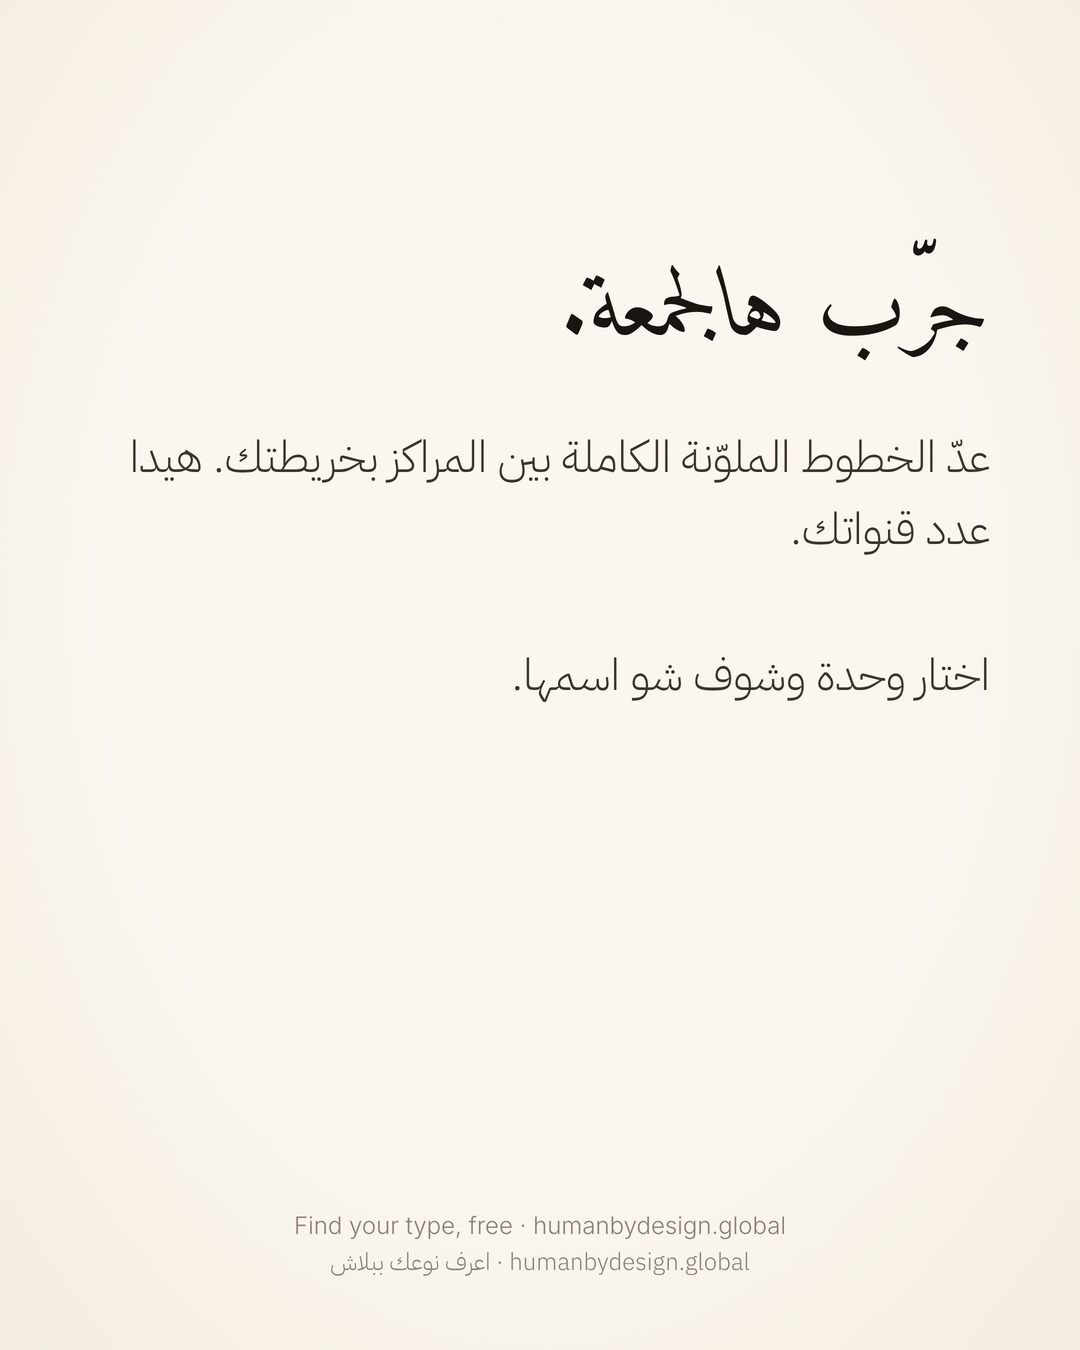 جرّب هالجمعة.
عدّ الخطوط الملوّنة الكاملة بين المراكز بخريطتك. هيدا
عدد قنواتك.
اختار وحدة وشوف شو اسمها.
Find your type, free · humanbydesign.global
اعرف نوعك ببلاش · humanbydesign.global